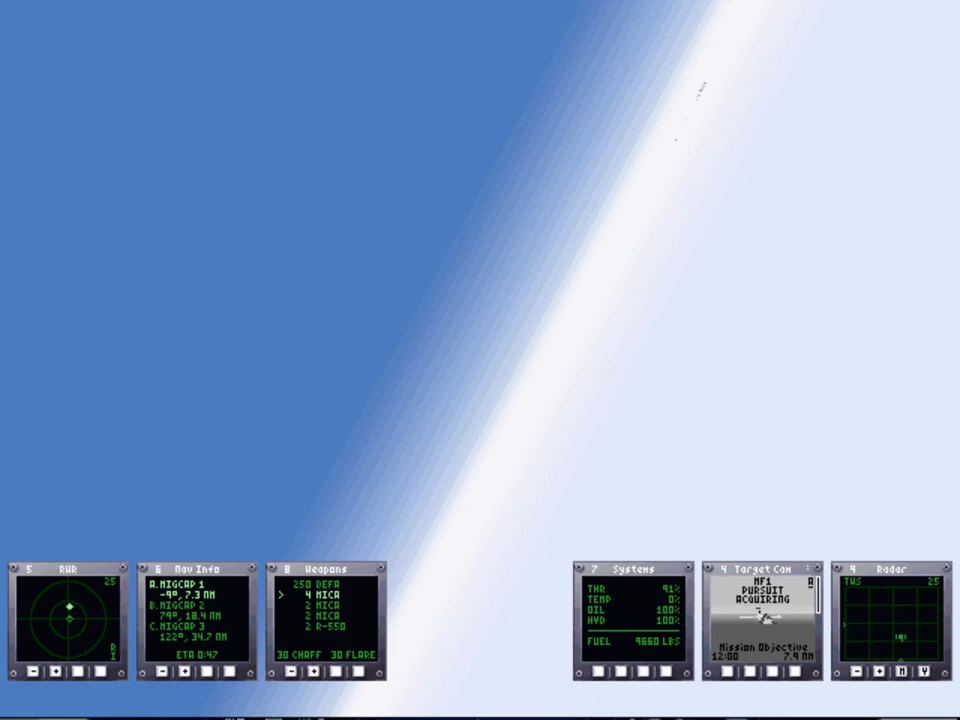 5 RWR
25
R
I
6 Nav Info
A.MIGCAP 1
-9º, 7.3 NM
B.MIGCAP 2
79º, 18.4 NM
C.MIGCAP 3
122º, 34.7 NM
ETA 0:47
8 Weapons
250 DEFA
> 4 MICA
2 MICA
2 MICA
2 R-550
30 CHAFF 30 FLARE
7 Systems
THR 91%
TEMP 0%
OIL 100%
HYD 100%
FUEL 9660 LBS
4 Target Cam :
MF1 A
PURSUIT
ACQUIRING
Mission Objective
12:00 7.9 NM
9 Radar
TWS 25
- +
- +
- +
- + M V